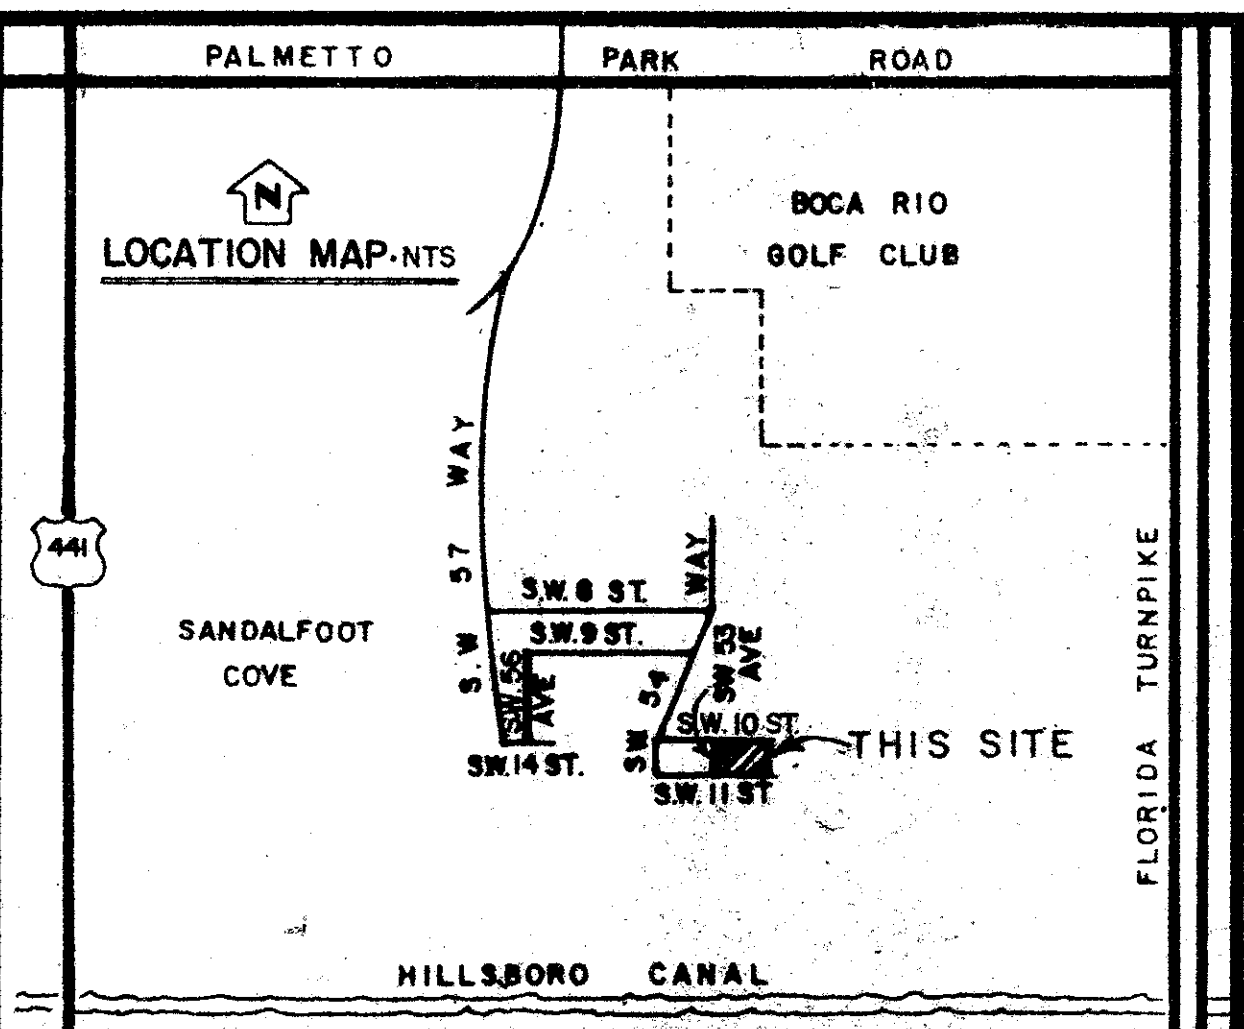 PALMETTO PARK ROAD
N
LOCATION MAP·NTS
BOCA RIO
GOLF CLUB
441
S.W 57 WAY
SANDALFOOT
COVE
S.W. 8 ST.
S.W. 9 ST.
S.W. 56
AVE
S.W. 14 ST.
SW 54 WAY
SW 53
AVE
S.W. 10 ST.
THIS SITE
S.W. 11 ST
FLORIDA TURNPIKE
HILLSBORO CANAL